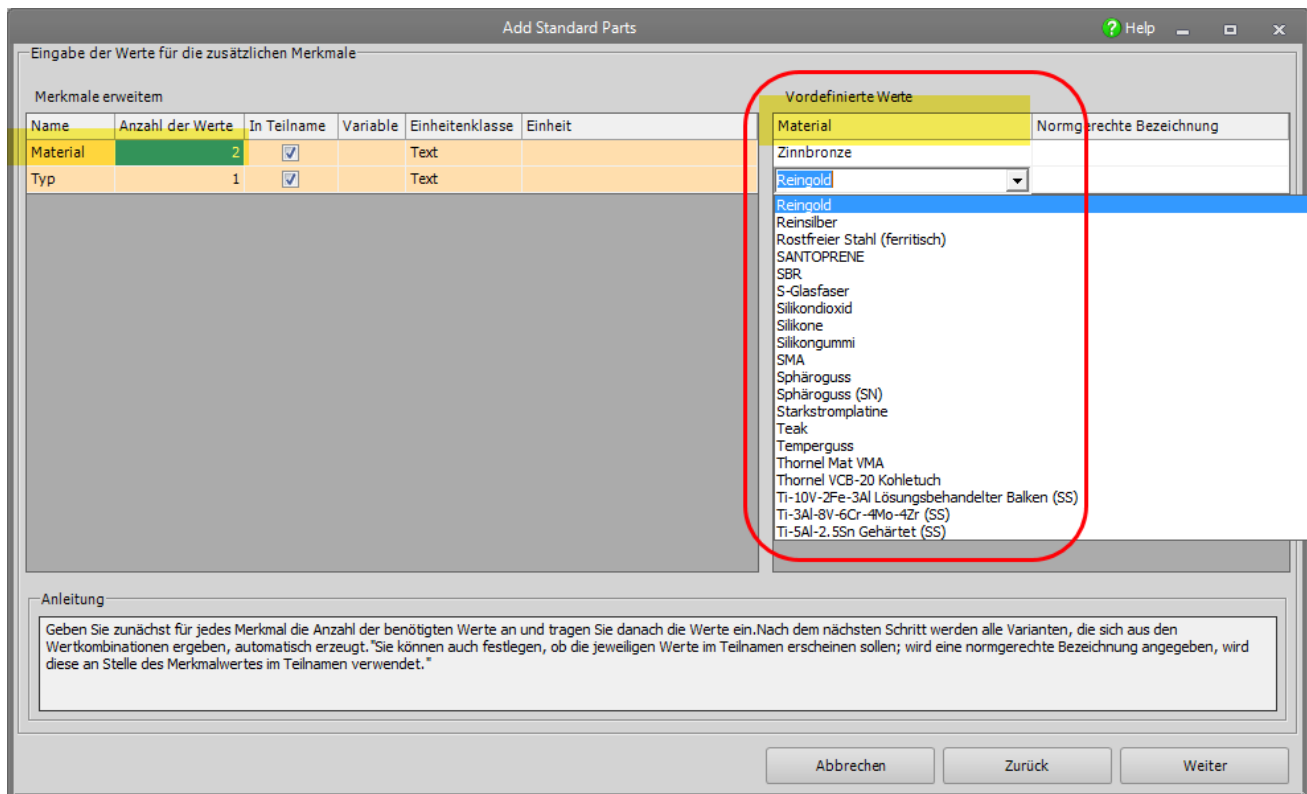 Add Standard Parts
Help
Eingabe der Werte für die zusätzlichen Merkmale
Merkmale erweitern
Name Anzahl der Werte In Teilname Variable Einheitenklasse Einheit
Material 2 Text
Typ 1 Text
Vordefinierte Werte
Material Normgerechte Bezeichnung
Zinnbronze
Reingold
Reingold
Reinsilber
Rostfreier Stahl (ferritisch)
SANTOPRENE
SBR
S-Glasfaser
Silikondioxid
Silikone
Silikongummi
SMA
Sphäroguss
Sphäroguss (SN)
Starkstromplatine
Teak
Temperguss
Thornel Mat VMA
Thornel VCB-20 Kohletuch
Ti-10V-2Fe-3Al Lösungsbehandelter Balken (SS)
Ti-3Al-8V-6Cr-4Mo-4Zr (SS)
Ti-5Al-2.5Sn Gehärtet (SS)
Anleitung
Geben Sie zunächst für jedes Merkmal die Anzahl der benötigten Werte an und tragen Sie danach die Werte ein.Nach dem nächsten Schritt werden alle Varianten, die sich aus den
Wertkombinationen ergeben, automatisch erzeugt."Sie können auch festlegen, ob die jeweiligen Werte im Teilnamen erscheinen sollen; wird eine normgerechte Bezeichnung angegeben, wird
diese an Stelle des Merkmalwertes im Teilnamen verwendet."
Abbrechen Zurück Weiter